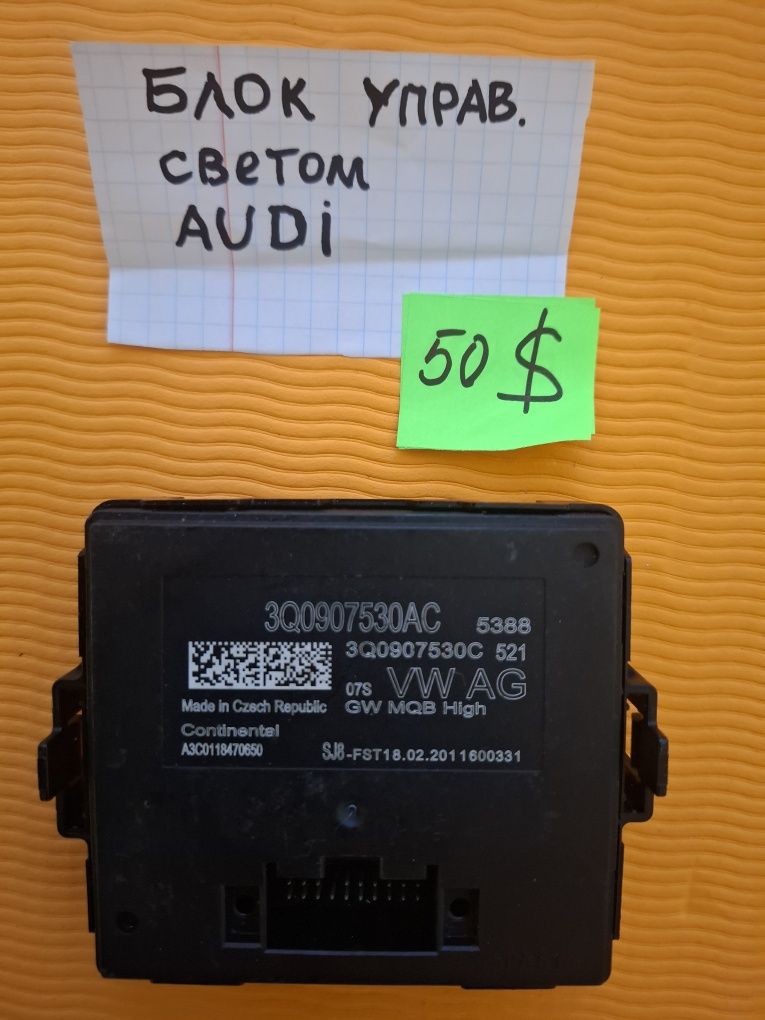 БЛОК УПРАВ.
светом
AUDi
50$
3Q0907530AC 5388
3Q0907530C 521
07S VW AG
Made in Czech Republic GW MQB High
Continental
A3C0118470650 SJ8-FST18.02.2011600331
2